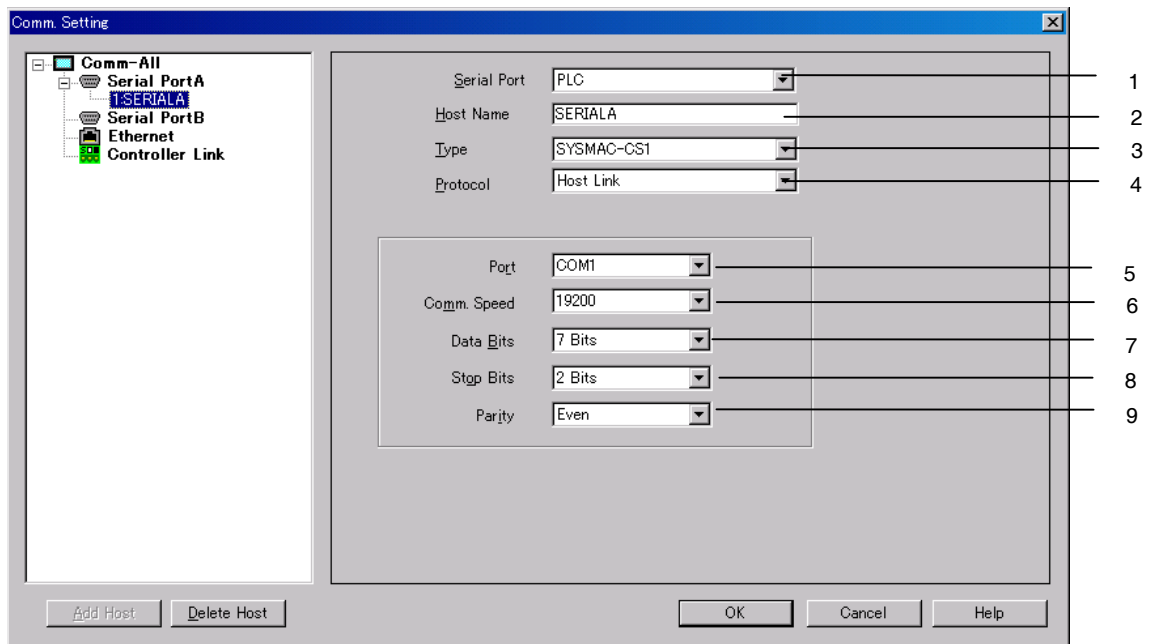 Comm. Setting
Comm-All
Serial PortA
1:SERIALA
Serial PortB
Ethernet
Controller Link
Serial Port PLC 1
Host Name SERIALA 2
Type SYSMAC-CS1 3
Protocol Host Link 4
Port COM1 5
Comm. Speed 19200 6
Data Bits 7 Bits 7
Stop Bits 2 Bits 8
Parity Even 9
Add Host Delete Host OK Cancel Help